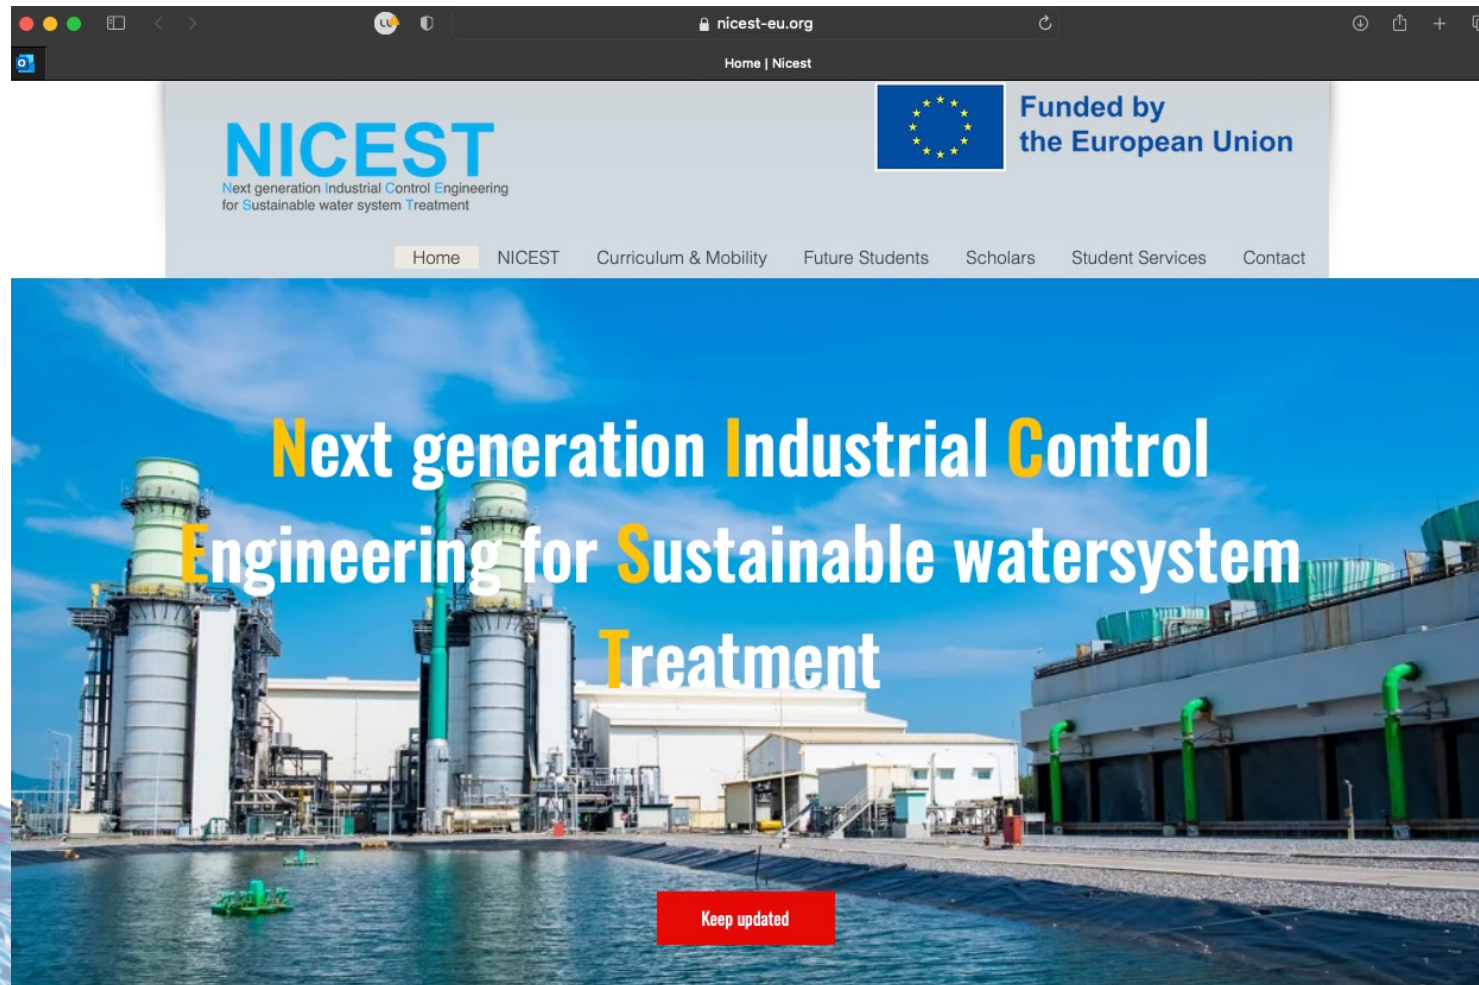 nicest-eu.org
Home | Nicest
NICEST
Next generation Industrial Control Engineering
for Sustainable water system Treatment
Funded by
the European Union
Home NICEST Curriculum & Mobility Future Students Scholars Student Services Contact
Next generation Industrial Control
Engineering for Sustainable watersystem
Treatment
Keep updated